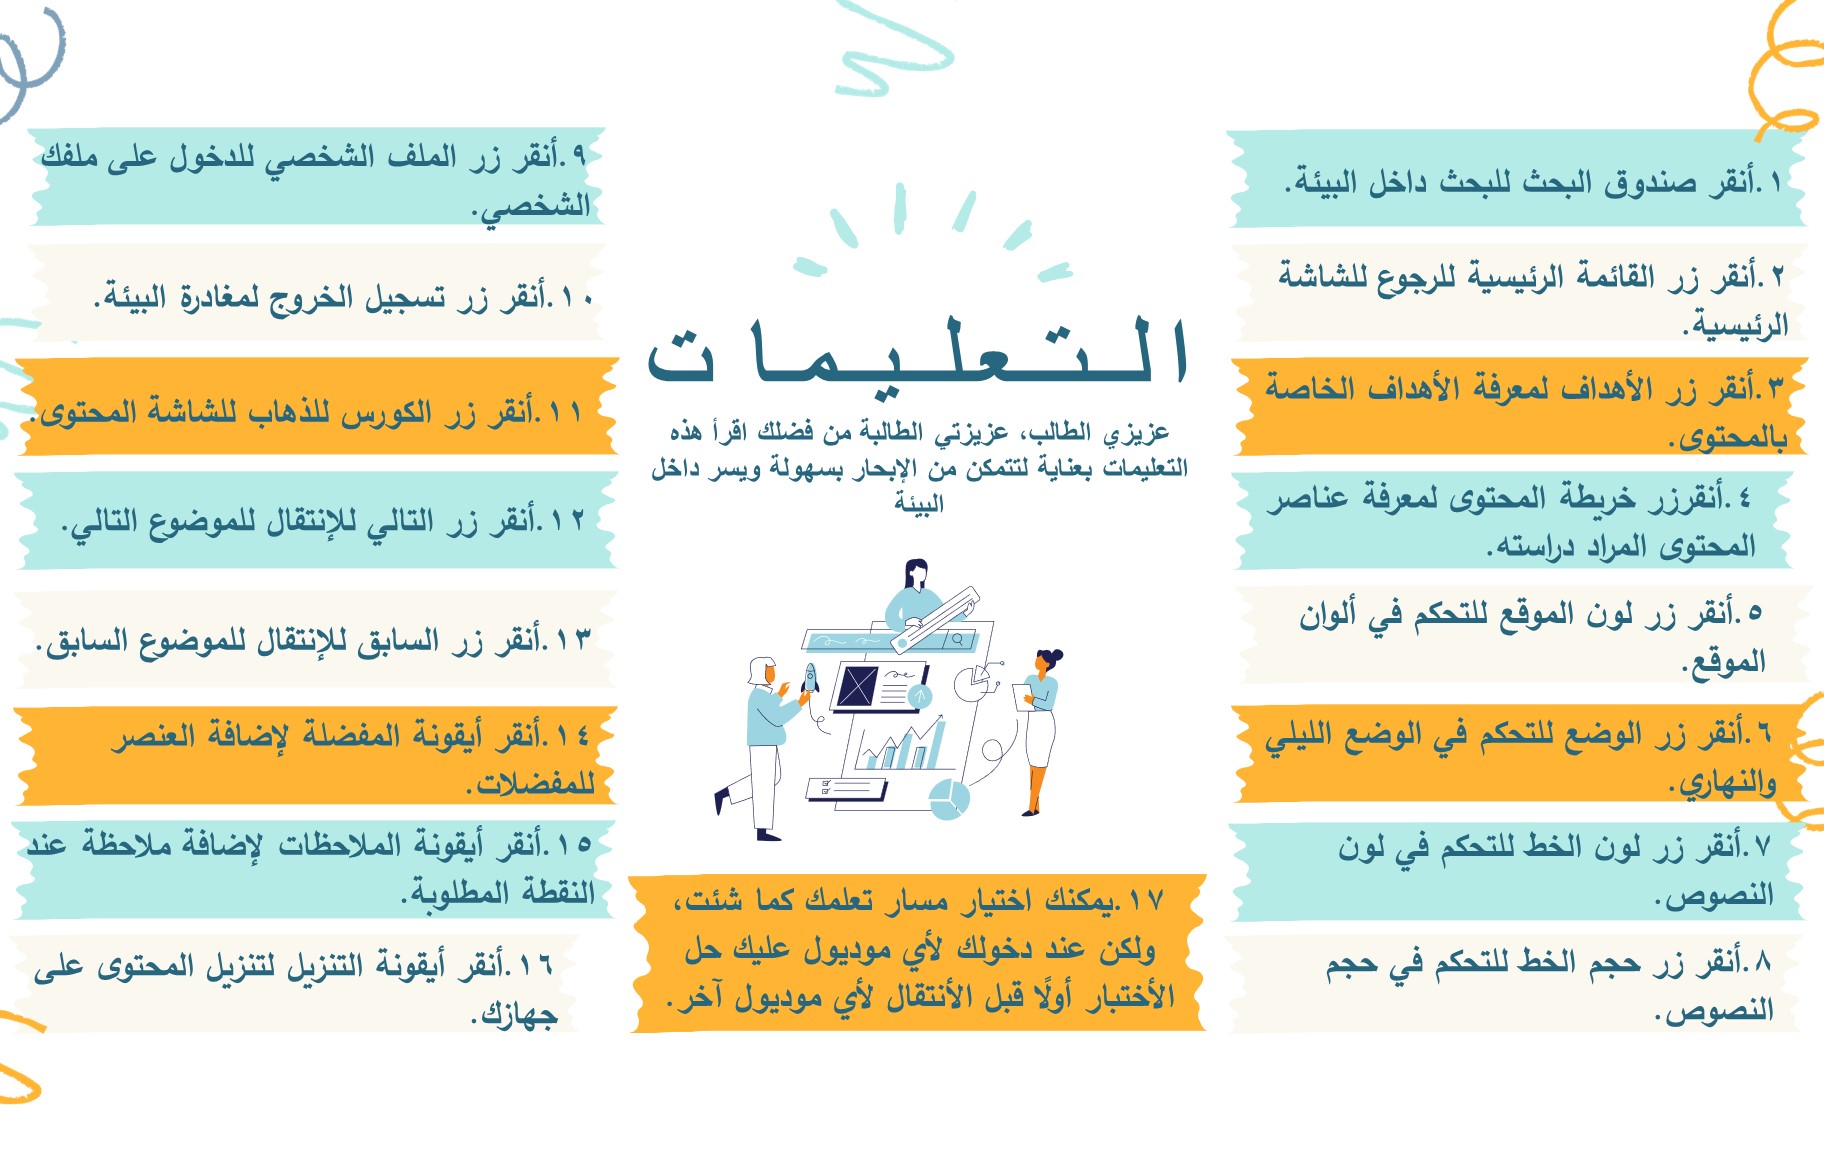 التعليمات
عزيزي الطالب، عزيزتي الطالبة من فضلك اقرأ هذه
التعليمات بعناية لتتمكن من الإبحار بسهولة ويسر داخل
البيئة
١.أنقر صندوق البحث للبحث داخل البيئة.
٢.أنقر زر القائمة الرئيسية للرجوع للشاشة
الرئيسية.
٣.أنقر زر الأهداف لمعرفة الأهداف الخاصة
بالمحتوى.
٤.أنقرزر خريطة المحتوى لمعرفة عناصر
المحتوى المراد دراسته.
٥.أنقر زر لون الموقع للتحكم في ألوان
الموقع.
٦.أنقر زر الوضع للتحكم في الوضع الليلي
والنهاري.
٧.أنقر زر لون الخط للتحكم في لون
النصوص.
٨.أنقر زر حجم الخط للتحكم في حجم
النصوص.
٩.أنقر زر الملف الشخصي للدخول على ملفك
الشخصي.
١٠.أنقر زر تسجيل الخروج لمغادرة البيئة.
١١.أنقر زر الكورس للذهاب للشاشة المحتوى.
١٢.أنقر زر التالي للإنتقال للموضوع التالي.
١٣.أنقر زر السابق للإنتقال للموضوع السابق.
١٤.أنقر أيقونة المفضلة لإضافة العنصر
للمفضلات.
١٥.أنقر أيقونة الملاحظات لإضافة ملاحظة عند
النقطة المطلوبة.
١٦.أنقر أيقونة التنزيل لتنزيل المحتوى على
جهازك.
١٧.يمكنك اختيار مسار تعلمك كما شئت،
ولكن عند دخولك لأي موديول عليك حل
الأختبار أولًا قبل الأنتقال لأي موديول آخر.